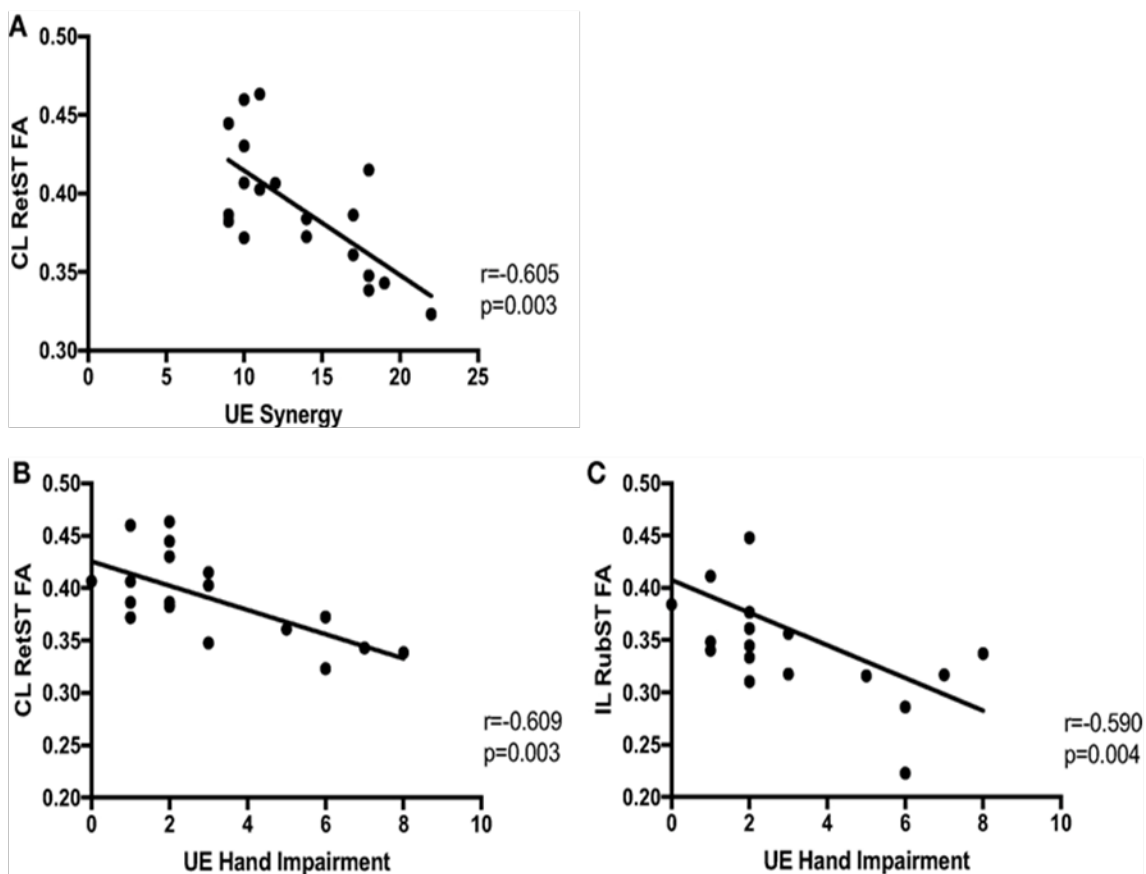 A
0.50
0.45
0.40
0.35
0.30
CL RetST FA
0 5 10 15 20 25
UE Synergy
r=-0.605
p=0.003
B
0.50
0.45
0.40
0.35
0.30
0.25
0.20
CL RetST FA
0 2 4 6 8 10
UE Hand Impairment
r=-0.609
p=0.003
C
0.50
0.45
0.40
0.35
0.30
0.25
0.20
IL RubST FA
0 2 4 6 8 10
UE Hand Impairment
r=-0.590
p=0.004